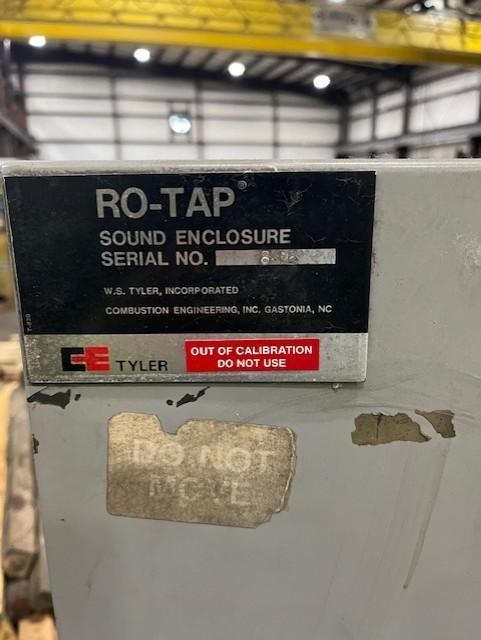 RO-TAP®
SOUND ENCLOSURE
SERIAL NO.
W.S. TYLER, INCORPORATED
COMBUSTION ENGINEERING, INC. GASTONIA, NC
CE TYLER
OUT OF CALIBRATION
DO NOT USE
DO NOT
MOVE